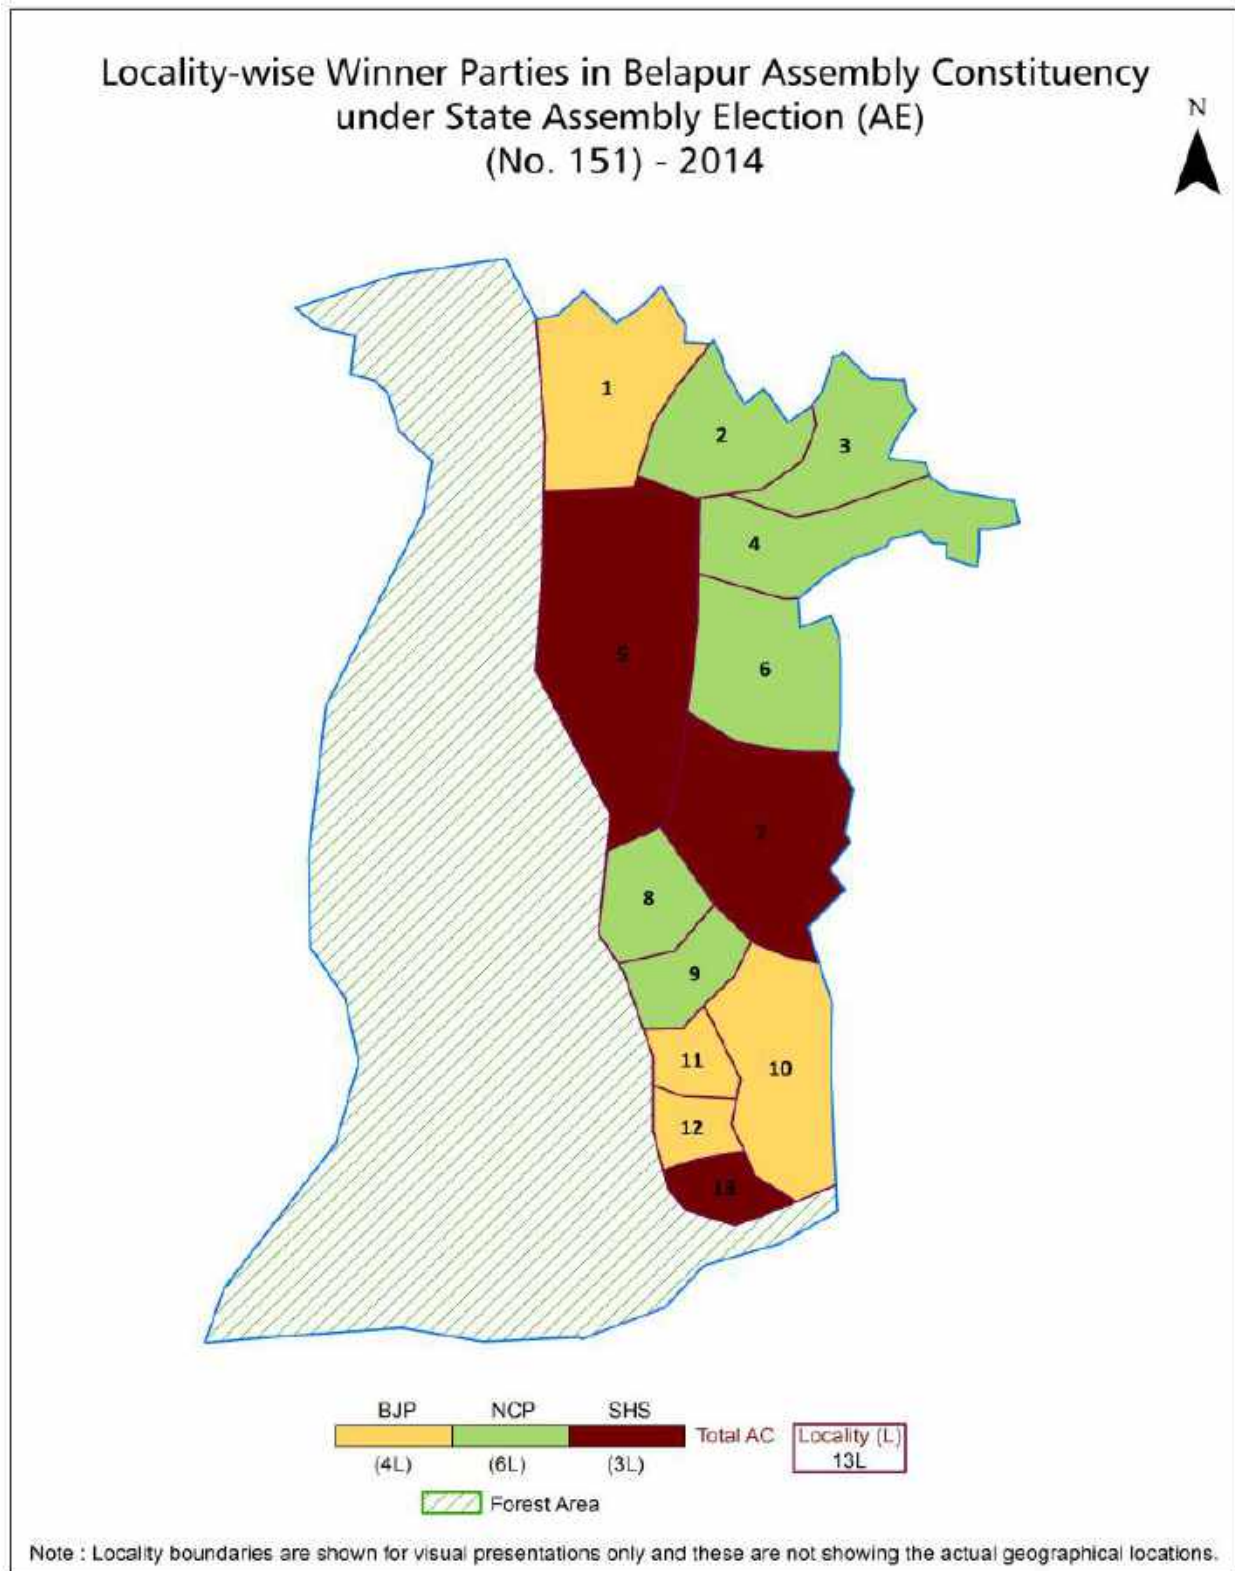 Locality-wise Winner Parties in Belapur Assembly Constituency
under State Assembly Election (AE)
(No. 151) - 2014
N
1
2
3
4
5
6
7
8
9
10
11
12
13
BJP NCP SHS
Total AC
Locality (L)
13L
(4L) (6L) (3L)
Forest Area
Note : Locality boundaries are shown for visual presentations only and these are not showing the actual geographical locations.